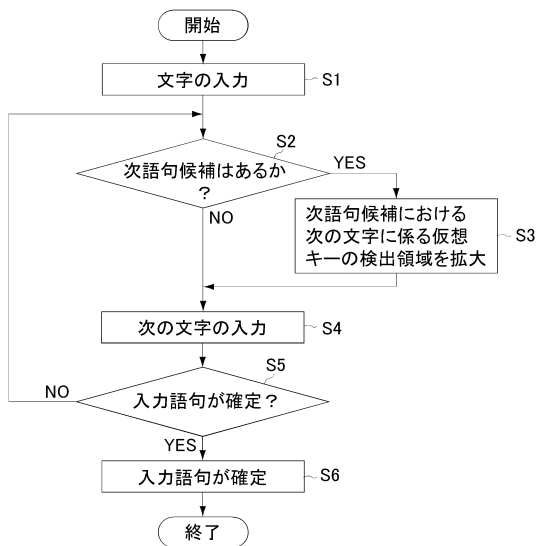 開始
文字の入力
S1
S2
次語句候補はあるか
?
YES
NO
次語句候補における
次の文字に係る仮想
キーの検出領域を拡大
S3
次の文字の入力
S4
S5
入力語句が確定?
NO
YES
入力語句が確定
S6
終了